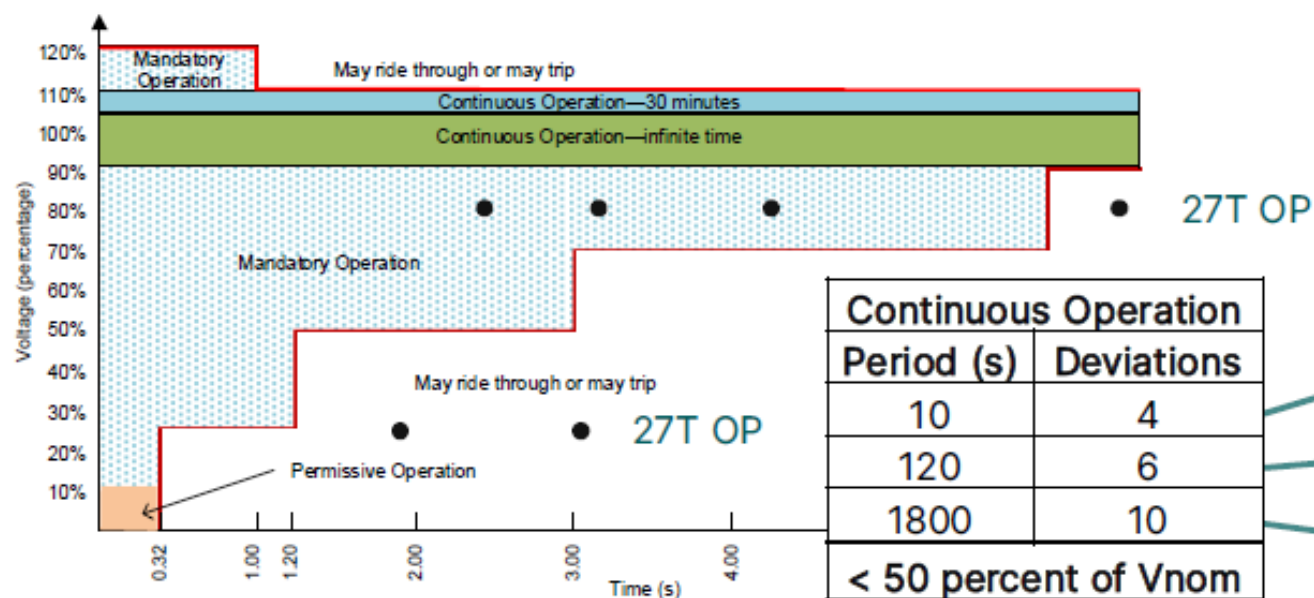 120%
110%
100%
90%
80%
70%
60%
50%
40%
30%
20%
10%
Voltage (percentage)
Mandatory
Operation
May ride through or may trip
Continuous Operation—30 minutes
Continuous Operation—infinite time
27T OP
Mandatory Operation
May ride through or may trip
27T OP
Permissive Operation
0.32
1.00
1.20
2.00
3.00
4.00
Time (s)
Continuous Operation
Period (s) Deviations
10 4
120 6
1800 10
< 50 percent of Vnom